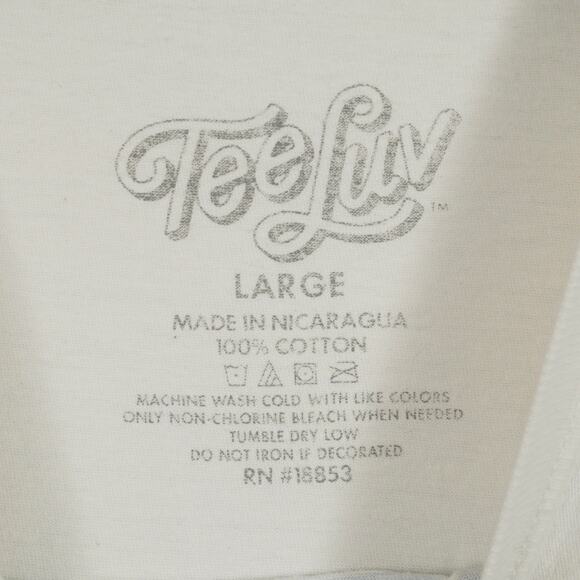 TeeLuv™
LARGE
MADE IN NICARAGUA
100% COTTON
MACHINE WASH COLD WITH LIKE COLORS
ONLY NON-CHLORINE BLEACH WHEN NEEDED
TUMBLE DRY LOW
DO NOT IRON IF DECORATED
RN #18853